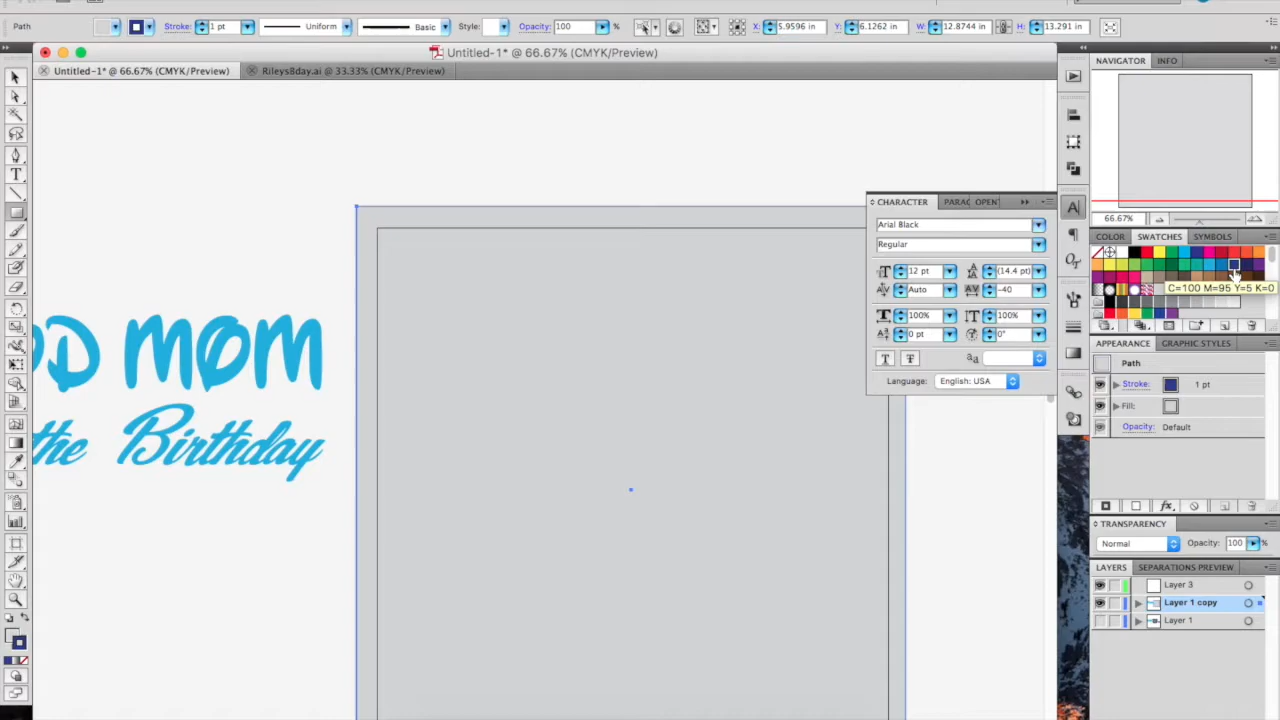 Path Stroke: 1 pt Uniform Basic Style: Opacity: 100 % X: 5.9596 in Y: 6.1262 in W: 12.8744 in H: 13.291 in
Untitled-1* @ 66.67% (CMYK/Preview)
Untitled-1* @ 66.67% (CMYK/Preview) Rileys8day.ai @ 33.33% (CMYK/Preview)
NAVIGATOR INFO
66.67%
COLOR SWATCHES SYMBOLS
C=100 M=95 Y=5 K=0
CHARACTER PARAG OPEN
Arial Black
Regular
12 pt (14.4 pt)
Auto -40
100% 100%
0 pt 0°
Language: English: USA
APPEARANCE GRAPHIC STYLES
Path
Stroke: 1 pt
Fill:
Opacity: Default
TRANSPARENCY
Normal Opacity: 100 %
LAYERS SEPARATIONS PREVIEW
Layer 3
Layer 1 copy
Layer 1
OD MOM
the Birthday